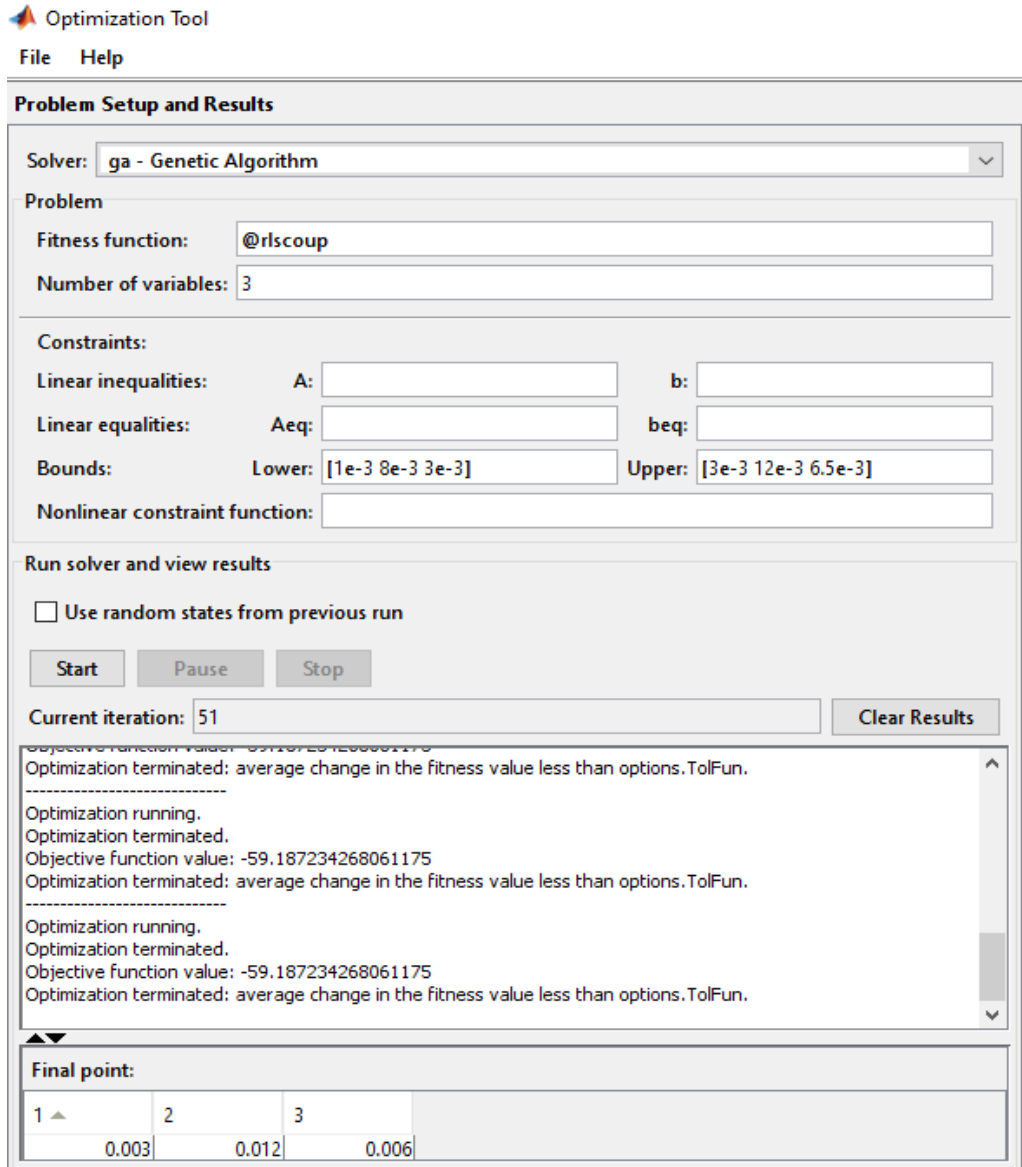 Optimization Tool
File Help
Problem Setup and Results
Solver: ga - Genetic Algorithm
Problem
Fitness function: @rlscoup
Number of variables: 3
Constraints:
Linear inequalities: A: b:
Linear equalities: Aeq: beq:
Bounds: Lower: [1e-3 8e-3 3e-3] Upper: [3e-3 12e-3 6.5e-3]
Nonlinear constraint function:
Run solver and view results
Use random states from previous run
Start Pause Stop
Current iteration: 51 Clear Results
Objective function value: -59.187234268061175
Optimization terminated: average change in the fitness value less than options.TolFun.
----------------------------
Optimization running.
Optimization terminated.
Objective function value: -59.187234268061175
Optimization terminated: average change in the fitness value less than options.TolFun.
----------------------------
Optimization running.
Optimization terminated.
Objective function value: -59.187234268061175
Optimization terminated: average change in the fitness value less than options.TolFun.
Final point:
1 2 3
0.003 0.012 0.006